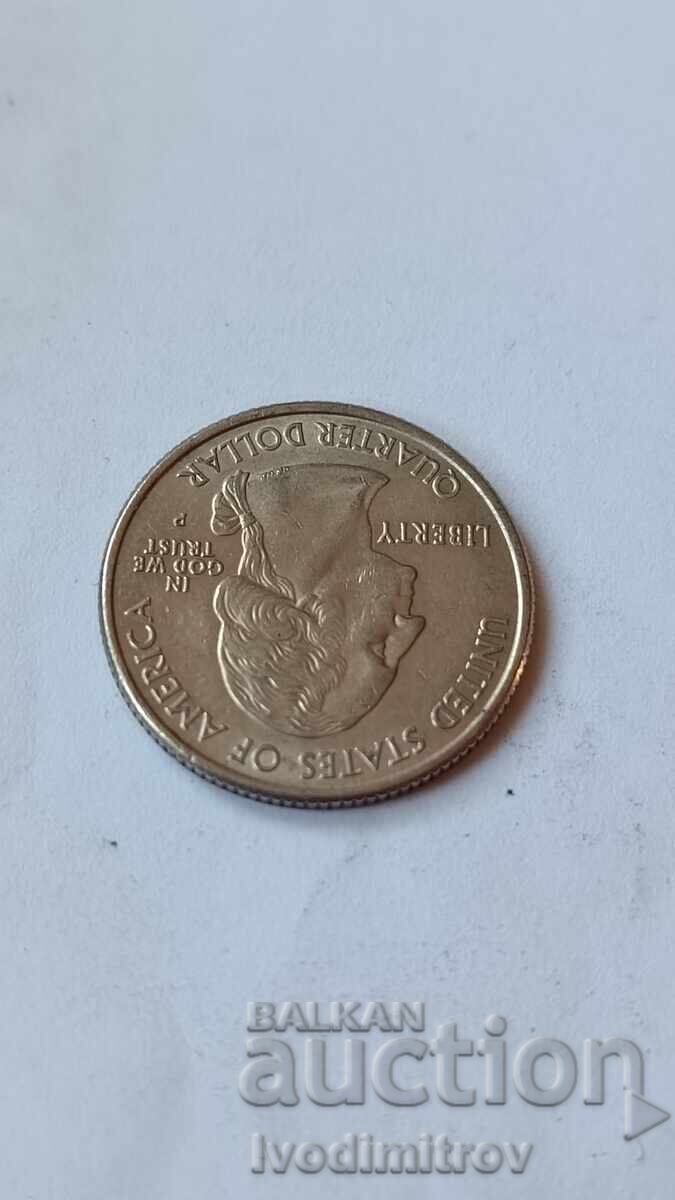 UNITED STATES OF AMERICA
LIBERTY
IN
GOD WE
TRUST
P
QUARTER DOLLAR
BALKAN
auction
Ivodimitrov